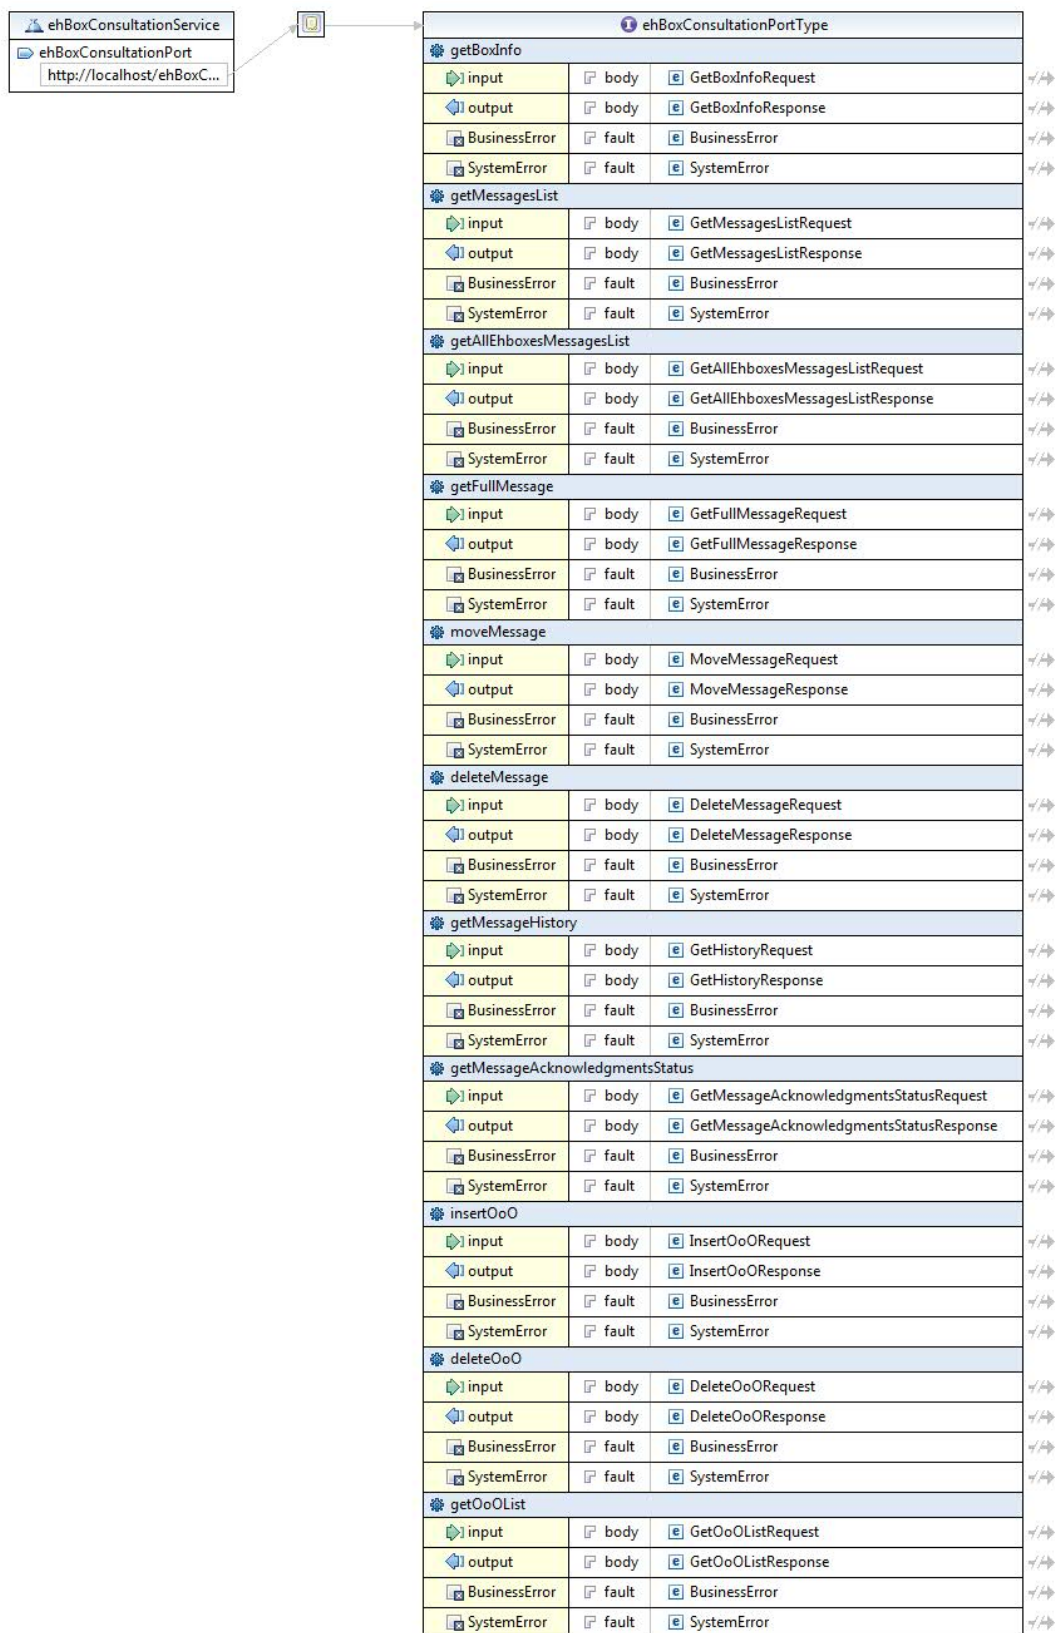 ehBoxConsultationService
ehBoxConsultationPort
http://localhost/ehBoxC...
ehBoxConsultationPortType
getBoxInfo
input body GetBoxInfoRequest
output body GetBoxInfoResponse
BusinessError fault BusinessError
SystemError fault SystemError
getMessagesList
input body GetMessagesListRequest
output body GetMessagesListResponse
BusinessError fault BusinessError
SystemError fault SystemError
getAllEhboxesMessagesList
input body GetAllEhboxesMessagesListRequest
output body GetAllEhboxesMessagesListResponse
BusinessError fault BusinessError
SystemError fault SystemError
getFullMessage
input body GetFullMessageRequest
output body GetFullMessageResponse
BusinessError fault BusinessError
SystemError fault SystemError
moveMessage
input body MoveMessageRequest
output body MoveMessageResponse
BusinessError fault BusinessError
SystemError fault SystemError
deleteMessage
input body DeleteMessageRequest
output body DeleteMessageResponse
BusinessError fault BusinessError
SystemError fault SystemError
getMessageHistory
input body GetHistoryRequest
output body GetHistoryResponse
BusinessError fault BusinessError
SystemError fault SystemError
getMessageAcknowledgmentsStatus
input body GetMessageAcknowledgmentsStatusRequest
output body GetMessageAcknowledgmentsStatusResponse
BusinessError fault BusinessError
SystemError fault SystemError
insertOoO
input body InsertOoORequest
output body InsertOoOResponse
BusinessError fault BusinessError
SystemError fault SystemError
deleteOoO
input body DeleteOoORequest
output body DeleteOoOResponse
BusinessError fault BusinessError
SystemError fault SystemError
getOoOList
input body GetOoOListRequest
output body GetOoOListResponse
BusinessError fault BusinessError
SystemError fault SystemError